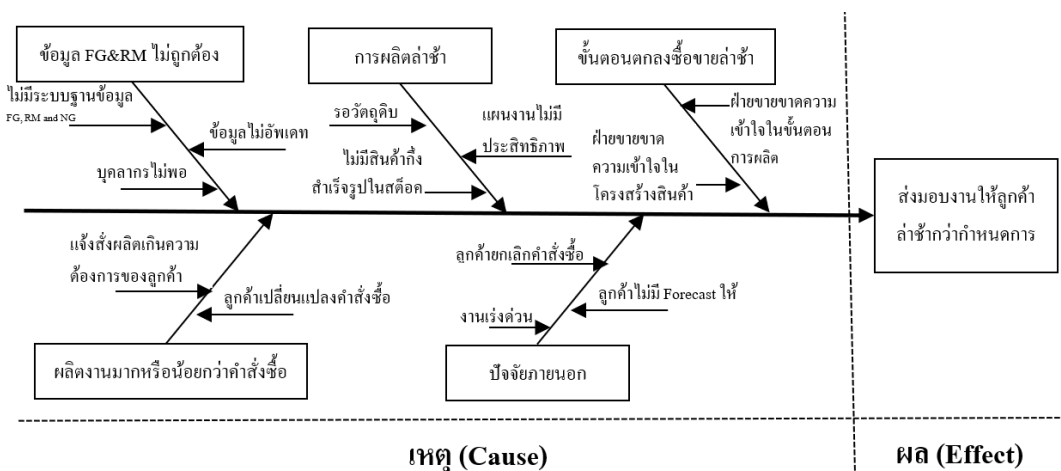 ข้อมูล FG&RM ไม่ถูกต้อง
ไม่มีระบบฐานข้อมูล
FG, RM and NG
ข้อมูลไม่อัพเดท
บุคลากรไม่พอ
การผลิตล่าช้า
รอวัตถุดิบ
แผนงานไม่มี
ประสิทธิภาพ
ไม่มีสินค้ากึ่ง
สำเร็จรูปในสต็อค
ขั้นตอนตกลงซื้อขายล่าช้า
ฝ่ายขายขาดความ
เข้าใจในขั้นตอน
การผลิต
ฝ่ายขายขาด
ความเข้าใจใน
โครงสร้างสินค้า
ส่งมอบงานให้ลูกค้า
ล่าช้ากว่ากำหนดการ
แจ้งสั่งผลิตเกินความ
ต้องการของลูกค้า
ลูกค้าเปลี่ยนแปลงคำสั่งซื้อ
ผลิตงานมากหรือน้อยกว่าคำสั่งซื้อ
ลูกค้ายกเลิกคำสั่งซื้อ
ลูกค้าไม่มี Forecast ให้
งานเร่งด่วน
ปัจจัยภายนอก
เหตุ (Cause)
ผล (Effect)